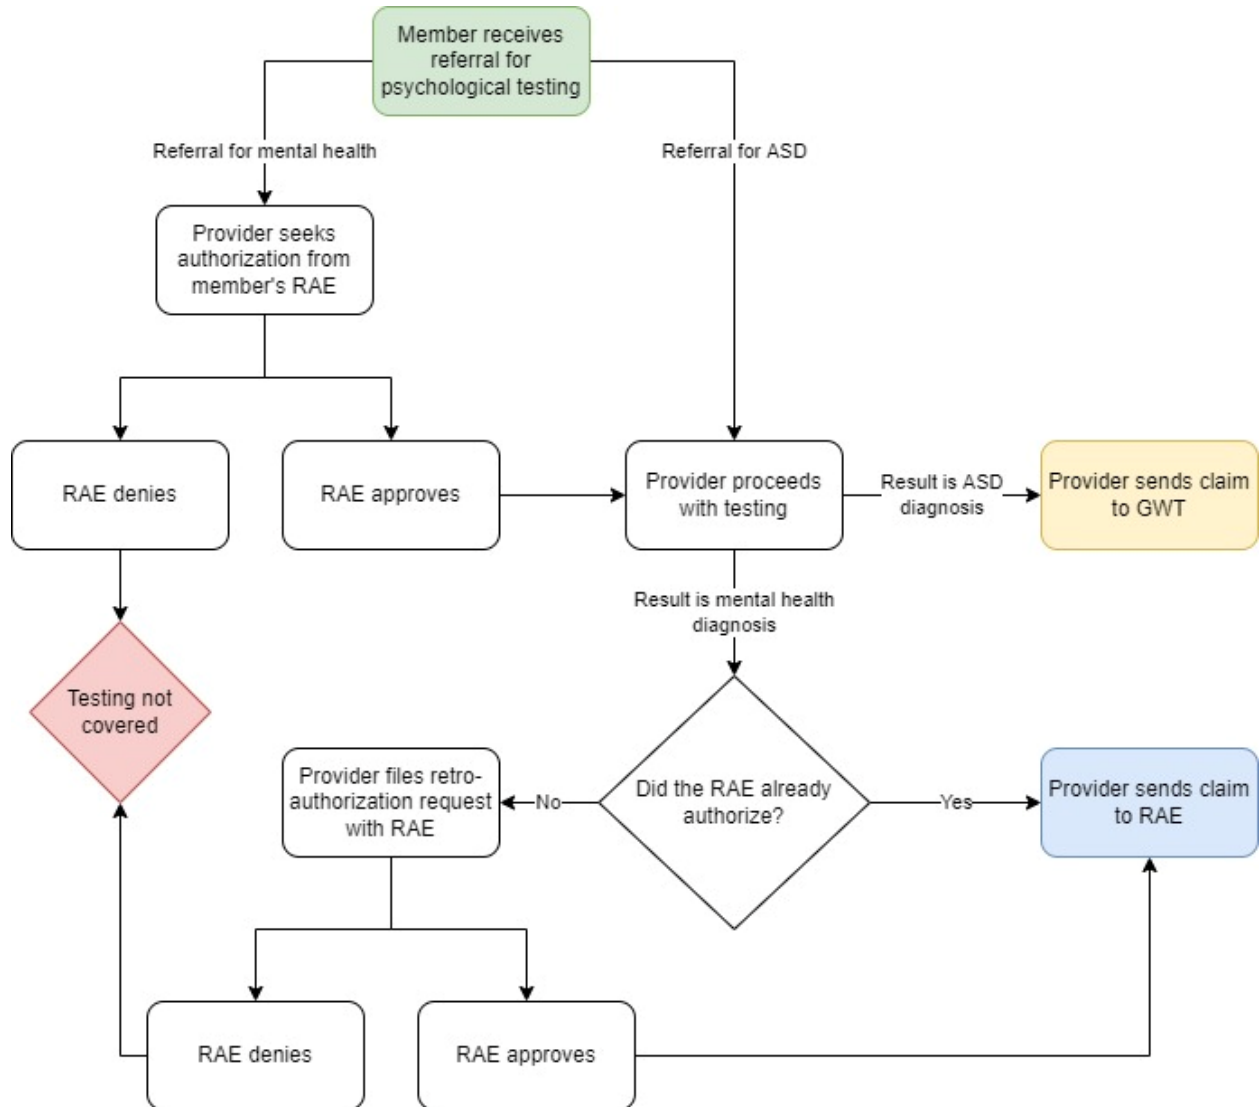 Member receives
referral for
psychological testing
Referral for mental health
Referral for ASD
Provider seeks
authorization from
member's RAE
RAE denies
RAE approves
Provider proceeds
with testing
Result is ASD
diagnosis
Provider sends claim
to GWT
Result is mental health
diagnosis
Testing not
covered
Provider files retro-
authorization request
with RAE
No
Did the RAE already
authorize?
Yes
Provider sends claim
to RAE
RAE denies
RAE approves